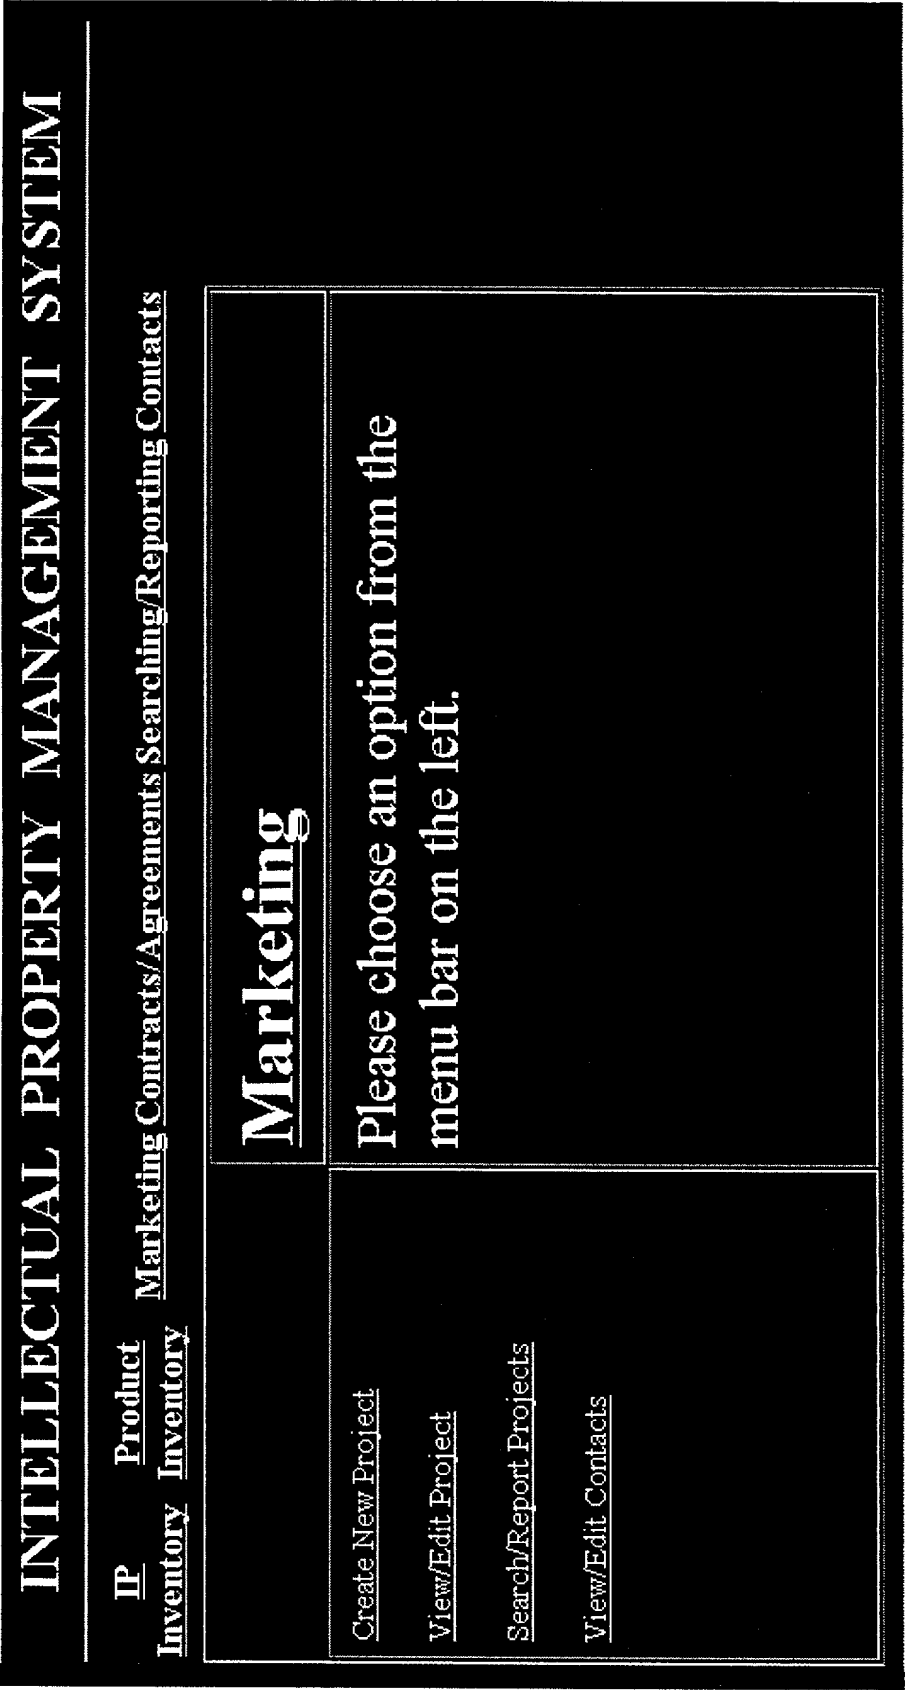 INTELLECTUAL PROPERTY MANAGEMENT SYSTEM
IP Inventory
Product Inventory
Marketing Contracts/Agreements Searching/Reporting Contacts
Marketing
Create New Project
View/Edit Project
Search/Report Projects
View/Edit Contacts
Please choose an option from the
menu bar on the left.